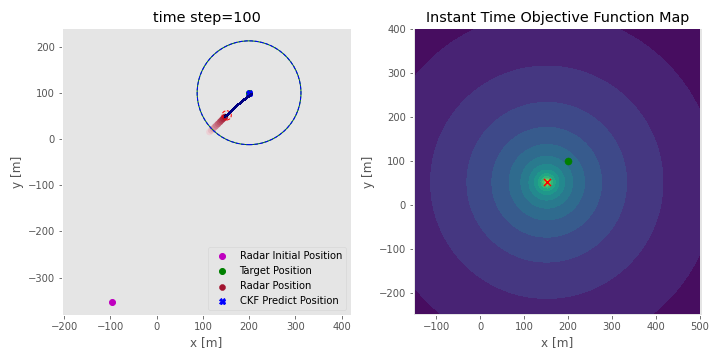 time step=100
y [m]
200
100
0
−100
−200
−300
−200
−100
0
100
200
300
400
x [m]
Radar Initial Position
Target Position
Radar Position
CKF Predict Position
Instant Time Objective Function Map
y [m]
400
300
200
100
0
−100
−200
−100
0
100
200
300
400
500
x [m]